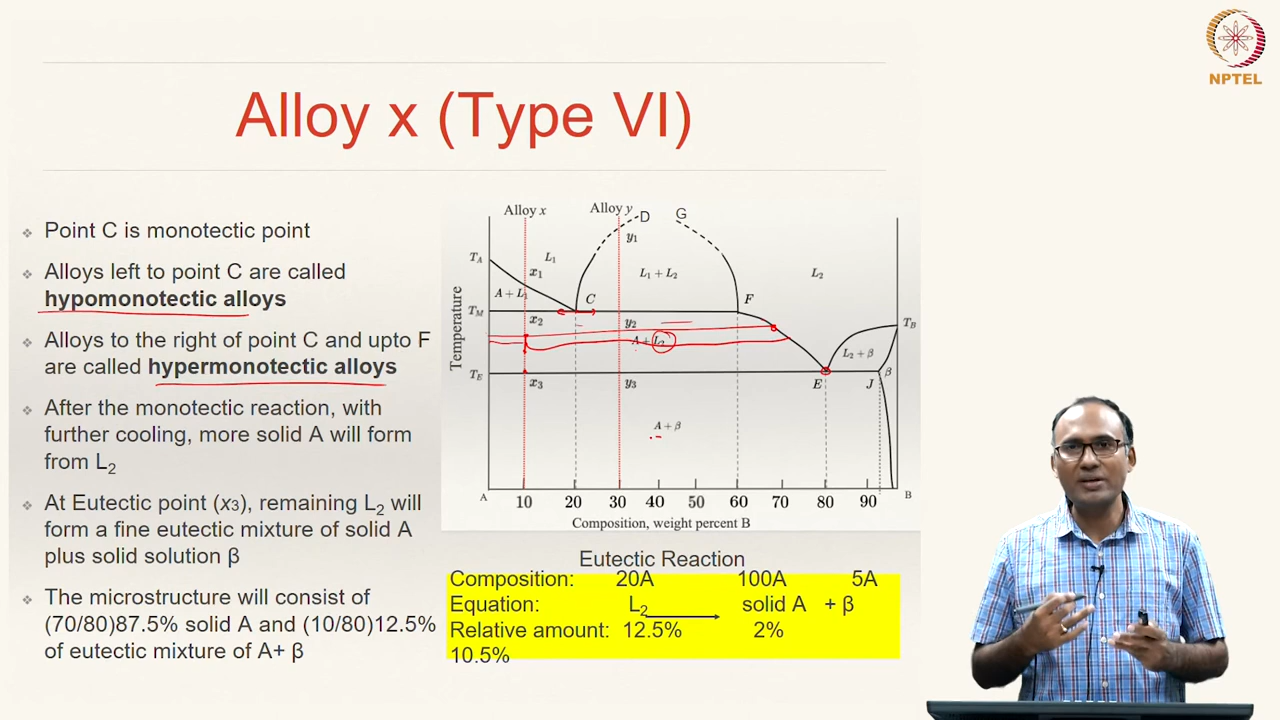 NPTEL
Alloy x (Type VI)
Point C is monotectic point
Alloys left to point C are called
hypomonotectic alloys
Alloys to the right of point C and upto F
are called hypermonotectic alloys
After the monotectic reaction, with
further cooling, more solid A will form
from L2
At Eutectic point (x3), remaining L2 will
form a fine eutectic mixture of solid A
plus solid solution β
The microstructure will consist of
(70/80)87.5% solid A and (10/80)12.5%
of eutectic mixture of A+ β
Alloy x
Alloy y
D
G
y1
TA
L1
x1
L1 + L2
L2
A + L1
C
F
TM
x2
y2
TB
A + L2
L2 + β
Temperature
TE
x3
y3
E
J
β
A + β
A
B
10 20 30 40 50 60 70 80 90
Composition, weight percent B
Eutectic Reaction
Composition: 20A 100A 5A
Equation: L2 solid A + β
Relative amount: 12.5% 2%
10.5%